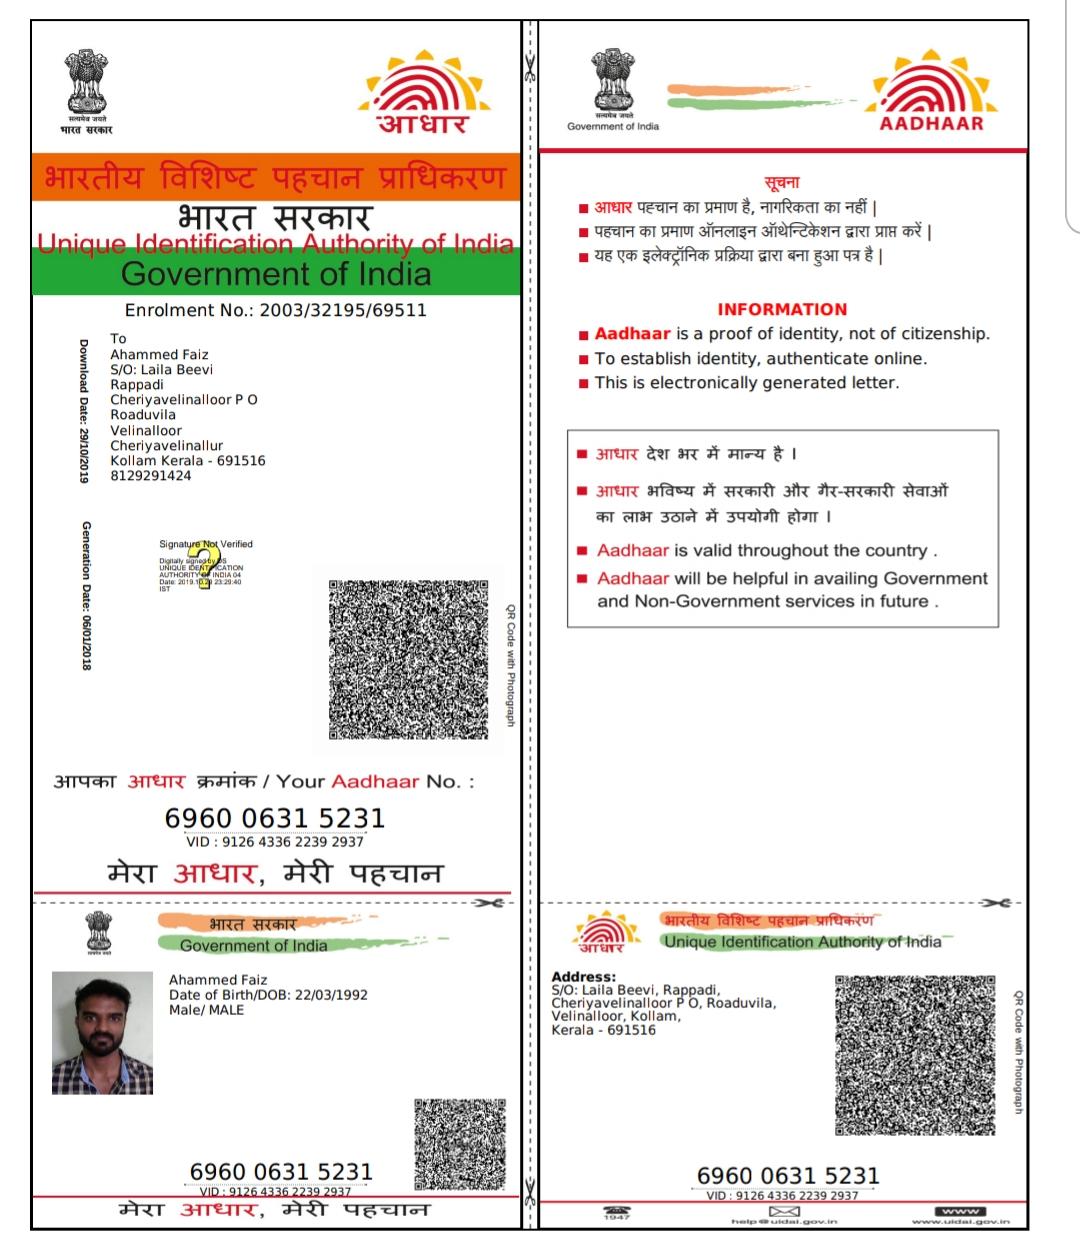 सत्यमेव जयते
भारत सरकार
आधार
भारतीय विशिष्ट पहचान प्राधिकरण
भारत सरकार
Unique Identification Authority of India
Government of India
Enrolment No.: 2003/32195/69511
Download Date: 29/10/2019
To
Ahammed Faiz
S/O: Laila Beevi
Rappadi
Cheriyavelinalloor P O
Roaduvila
Velinalloor
Cheriyavelinallur
Kollam Kerala - 691516
8129291424
Generation Date: 06/01/2018
Signature Not Verified
Digitally signed by DS
UNIQUE IDENTIFICATION
AUTHORITY OF INDIA 04
IST
QR Code with Photograph
आपका आधार क्रमांक / Your Aadhaar No. :
6960 0631 5231
VID : 9126 4336 2239 2937
मेरा आधार, मेरी पहचान
सत्यमेव जयते
भारत सरकार
Government of India
Ahammed Faiz
Date of Birth/DOB: 22/03/1992
Male/ MALE
6960 0631 5231
VID : 9126 4336 2239 2937
मेरा आधार, मेरी पहचान
सत्यमेव जयते
Government of India
AADHAAR
सूचना
आधार पहचान का प्रमाण है, नागरिकता का नहीं |
पहचान का प्रमाण ऑनलाइन ऑथेन्टिकेशन द्वारा प्राप्त करें |
यह एक इलेक्ट्रॉनिक प्रक्रिया द्वारा बना हुआ पत्र है |
INFORMATION
Aadhaar is a proof of identity, not of citizenship.
To establish identity, authenticate online.
This is electronically generated letter.
आधार देश भर में मान्य है ।
आधार भविष्य में सरकारी और गैर-सरकारी सेवाओं
का लाभ उठाने में उपयोगी होगा ।
Aadhaar is valid throughout the country .
Aadhaar will be helpful in availing Government
and Non-Government services in future .
आधार
भारतीय विशिष्ट पहचान प्राधिकरण
Unique Identification Authority of India
Address:
S/O: Laila Beevi, Rappadi,
Cheriyavelinalloor P O, Roaduvila,
Velinalloor, Kollam,
Kerala - 691516
QR Code with Photograph
6960 0631 5231
VID : 9126 4336 2239 2937
1947
help@uidai.gov.in
www
www.uidai.gov.in